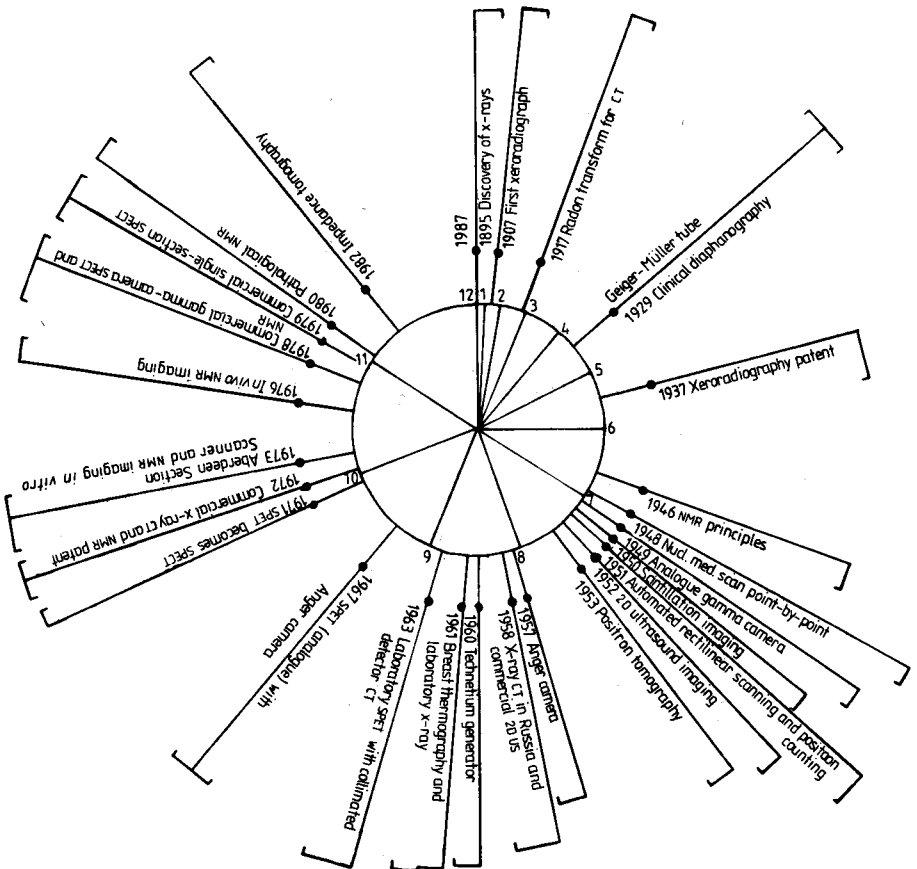 1987
1895 Discovery of x-rays
1907 First xeroradiograph
1917 Radon transform for CT
Geiger-Müller tube
1929 Clinical diaphanography
1937 Xeroradiography patent
1946 NMR principles
1948 Nucl. med. scan point-by-point
1949 Analogue gamma camera
1950 Scintillation imaging
1951 Automated rectilinear scanning and positron
counting
1952 2D ultrasound imaging
1953 Positron tomography
1957 Anger camera
1958 X-ray CT in Russia and
commercial 2D US
1960 Technetium generator
1961 Breast thermography and
laboratory x-ray
1963 Laboratory SPET with collimated
detector CT
1967 SPET (analogue) with
Anger camera
1971 SPET becomes SPECT
1972 Commercial x-ray CT and NMR patent
1973 Aberdeen Section
Scanner and NMR imaging in vitro
1976 In vivo NMR imaging
1978 Commercial gamma-camera SPECT and
NMR
1979 Commercial single-section SPECT
1980 Pathological NMR
1982 Impedance tomography
12
1
2
3
4
5
6
7
8
9
10
11